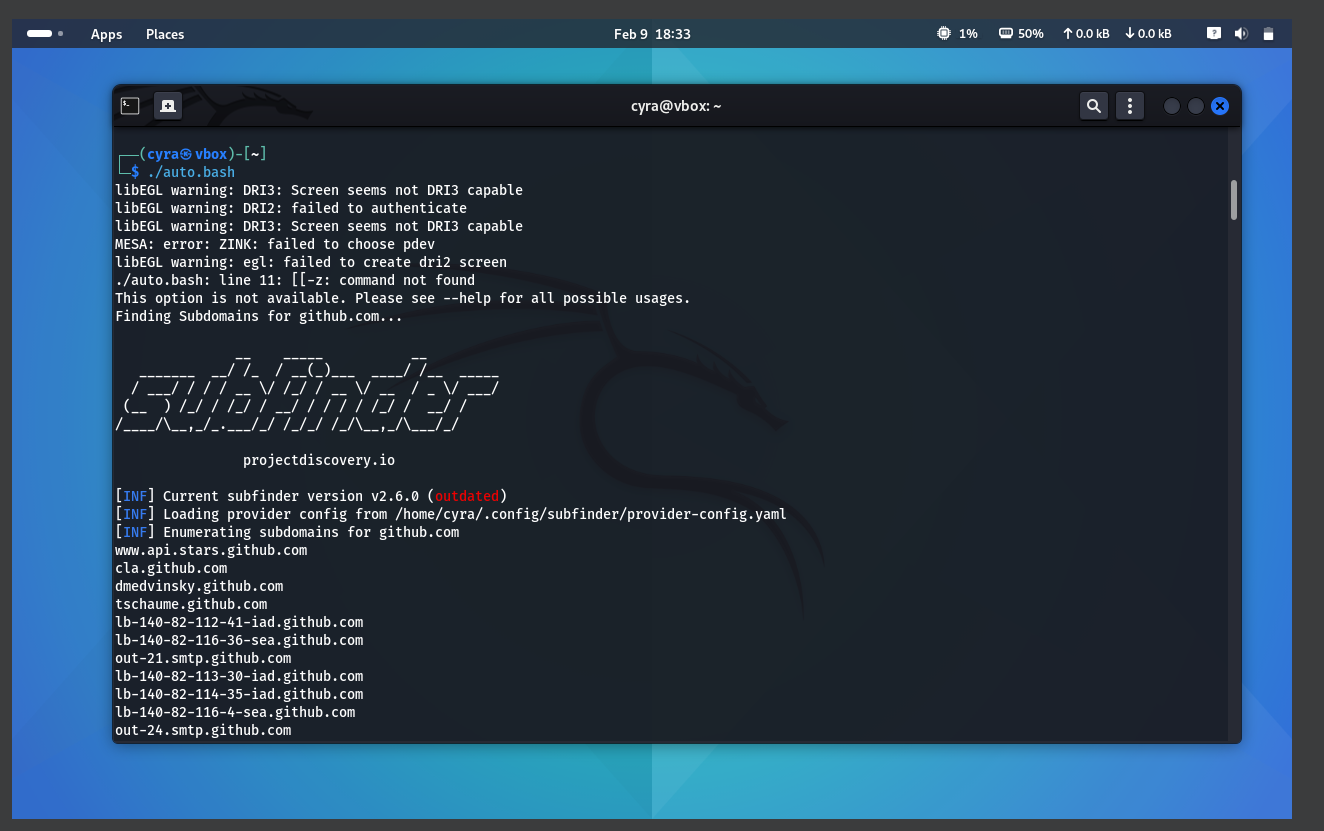 Apps Places Feb 9 18:33 1% 50% ↑ 0.0 kB ↓ 0.0 kB ?
cyra@vbox: ~
┌──(cyra㉿vbox)-[~]
└─$ ./auto.bash
libEGL warning: DRI3: Screen seems not DRI3 capable
libEGL warning: DRI2: failed to authenticate
libEGL warning: DRI3: Screen seems not DRI3 capable
MESA: error: ZINK: failed to choose pdev
libEGL warning: egl: failed to create dri2 screen
./auto.bash: line 11: [[-z: command not found
This option is not available. Please see --help for all possible usages.
Finding Subdomains for github.com...
subfinder
projectdiscovery.io
[INF] Current subfinder version v2.6.0 (outdated)
[INF] Loading provider config from /home/cyra/.config/subfinder/provider-config.yaml
[INF] Enumerating subdomains for github.com
www.api.stars.github.com
cla.github.com
dmedvinsky.github.com
tschaume.github.com
lb-140-82-112-41-iad.github.com
lb-140-82-116-36-sea.github.com
out-21.smtp.github.com
lb-140-82-113-30-iad.github.com
lb-140-82-114-35-iad.github.com
lb-140-82-116-4-sea.github.com
out-24.smtp.github.com